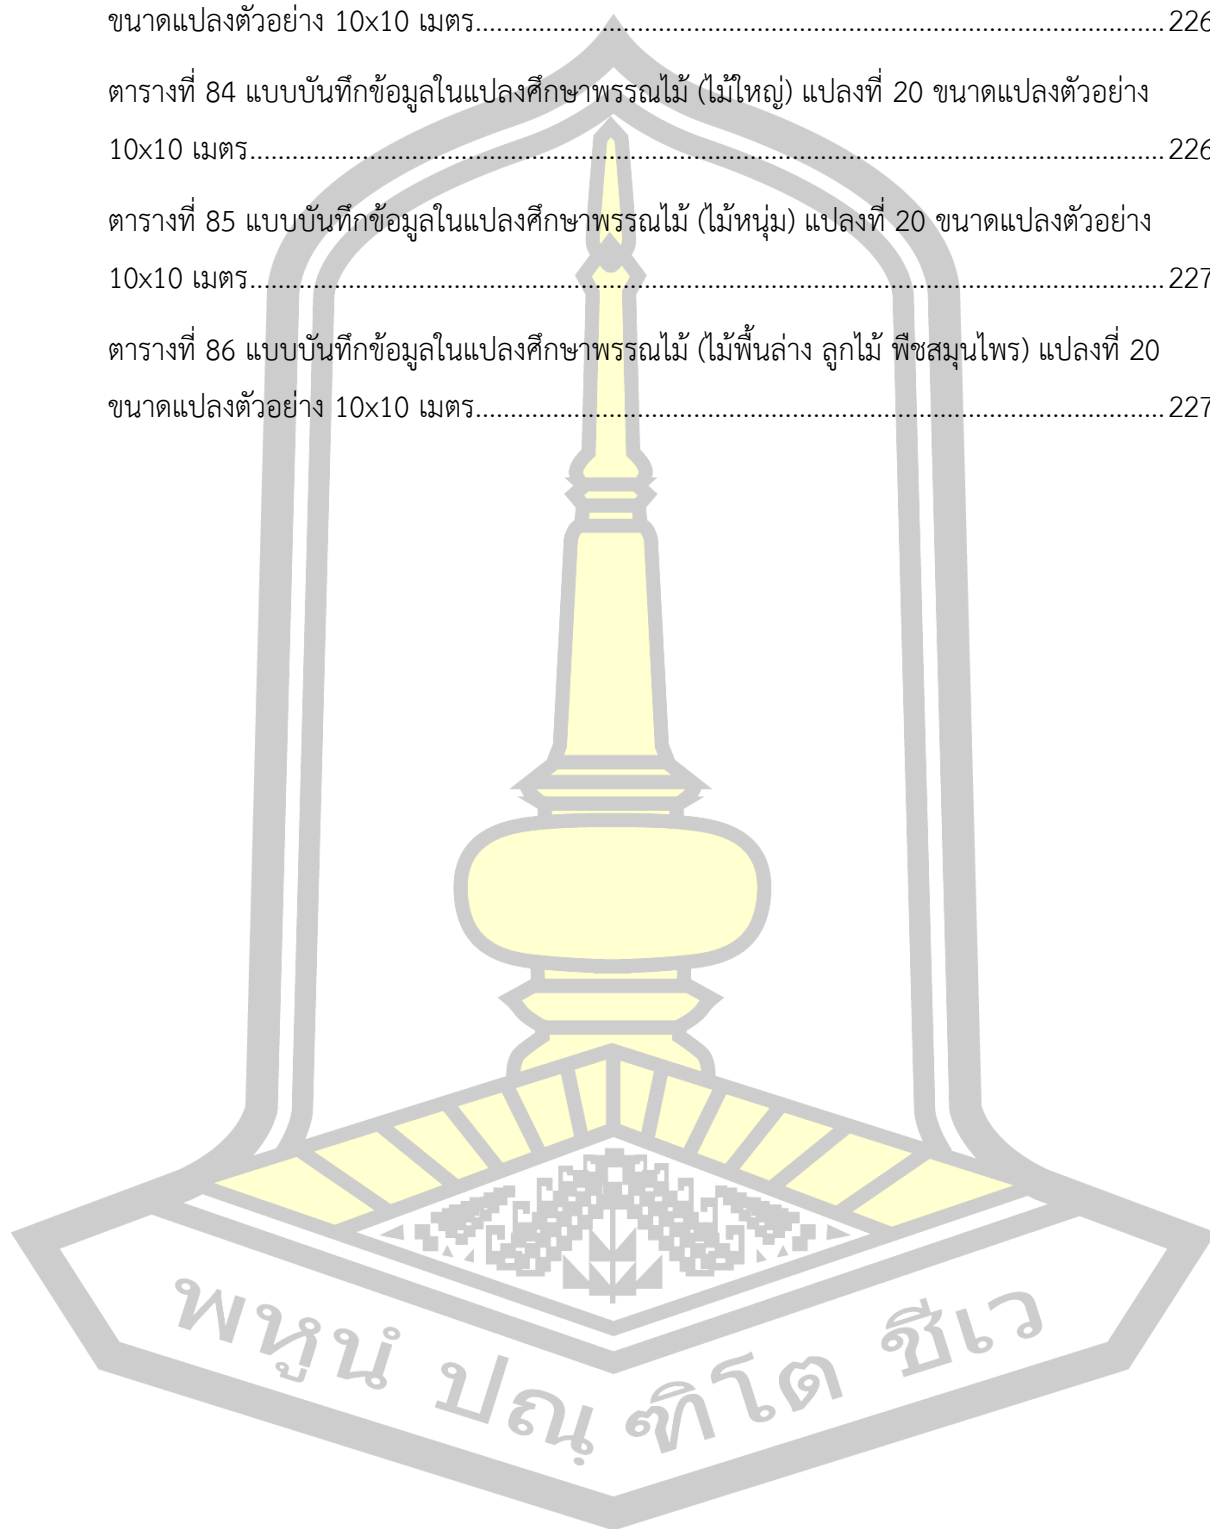 ขนาดแปลงตัวอย่าง 10x10 เมตร........................................................................................................226
ตารางที่ 84 แบบบันทึกข้อมูลในแปลงศึกษาพรรณไม้ (ไม้ใหญ่) แปลงที่ 20 ขนาดแปลงตัวอย่าง
10x10 เมตร........................................................................................................................................226
ตารางที่ 85 แบบบันทึกข้อมูลในแปลงศึกษาพรรณไม้ (ไม้หนุ่ม) แปลงที่ 20 ขนาดแปลงตัวอย่าง
10x10 เมตร........................................................................................................................................227
ตารางที่ 86 แบบบันทึกข้อมูลในแปลงศึกษาพรรณไม้ (ไม้พื้นล่าง ลูกไม้ พืชสมุนไพร) แปลงที่ 20
ขนาดแปลงตัวอย่าง 10x10 เมตร........................................................................................................227
พหูนํ ปณฺ ฑิโต ชีเว